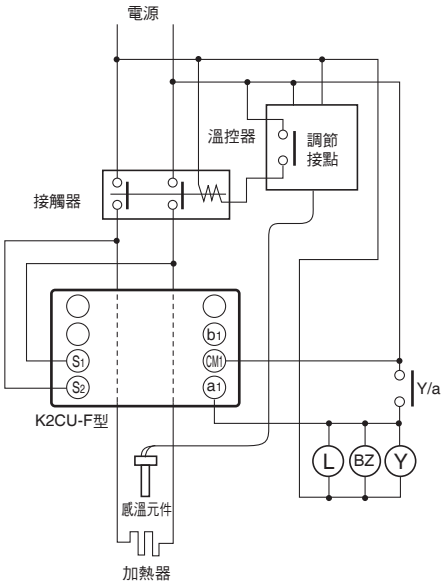 電源
溫控器
調節
接點
接觸器
b1
S1
CM1
S2
a1
Y/a
K2CU-F型
L
BZ
Y
感溫元件
加熱器